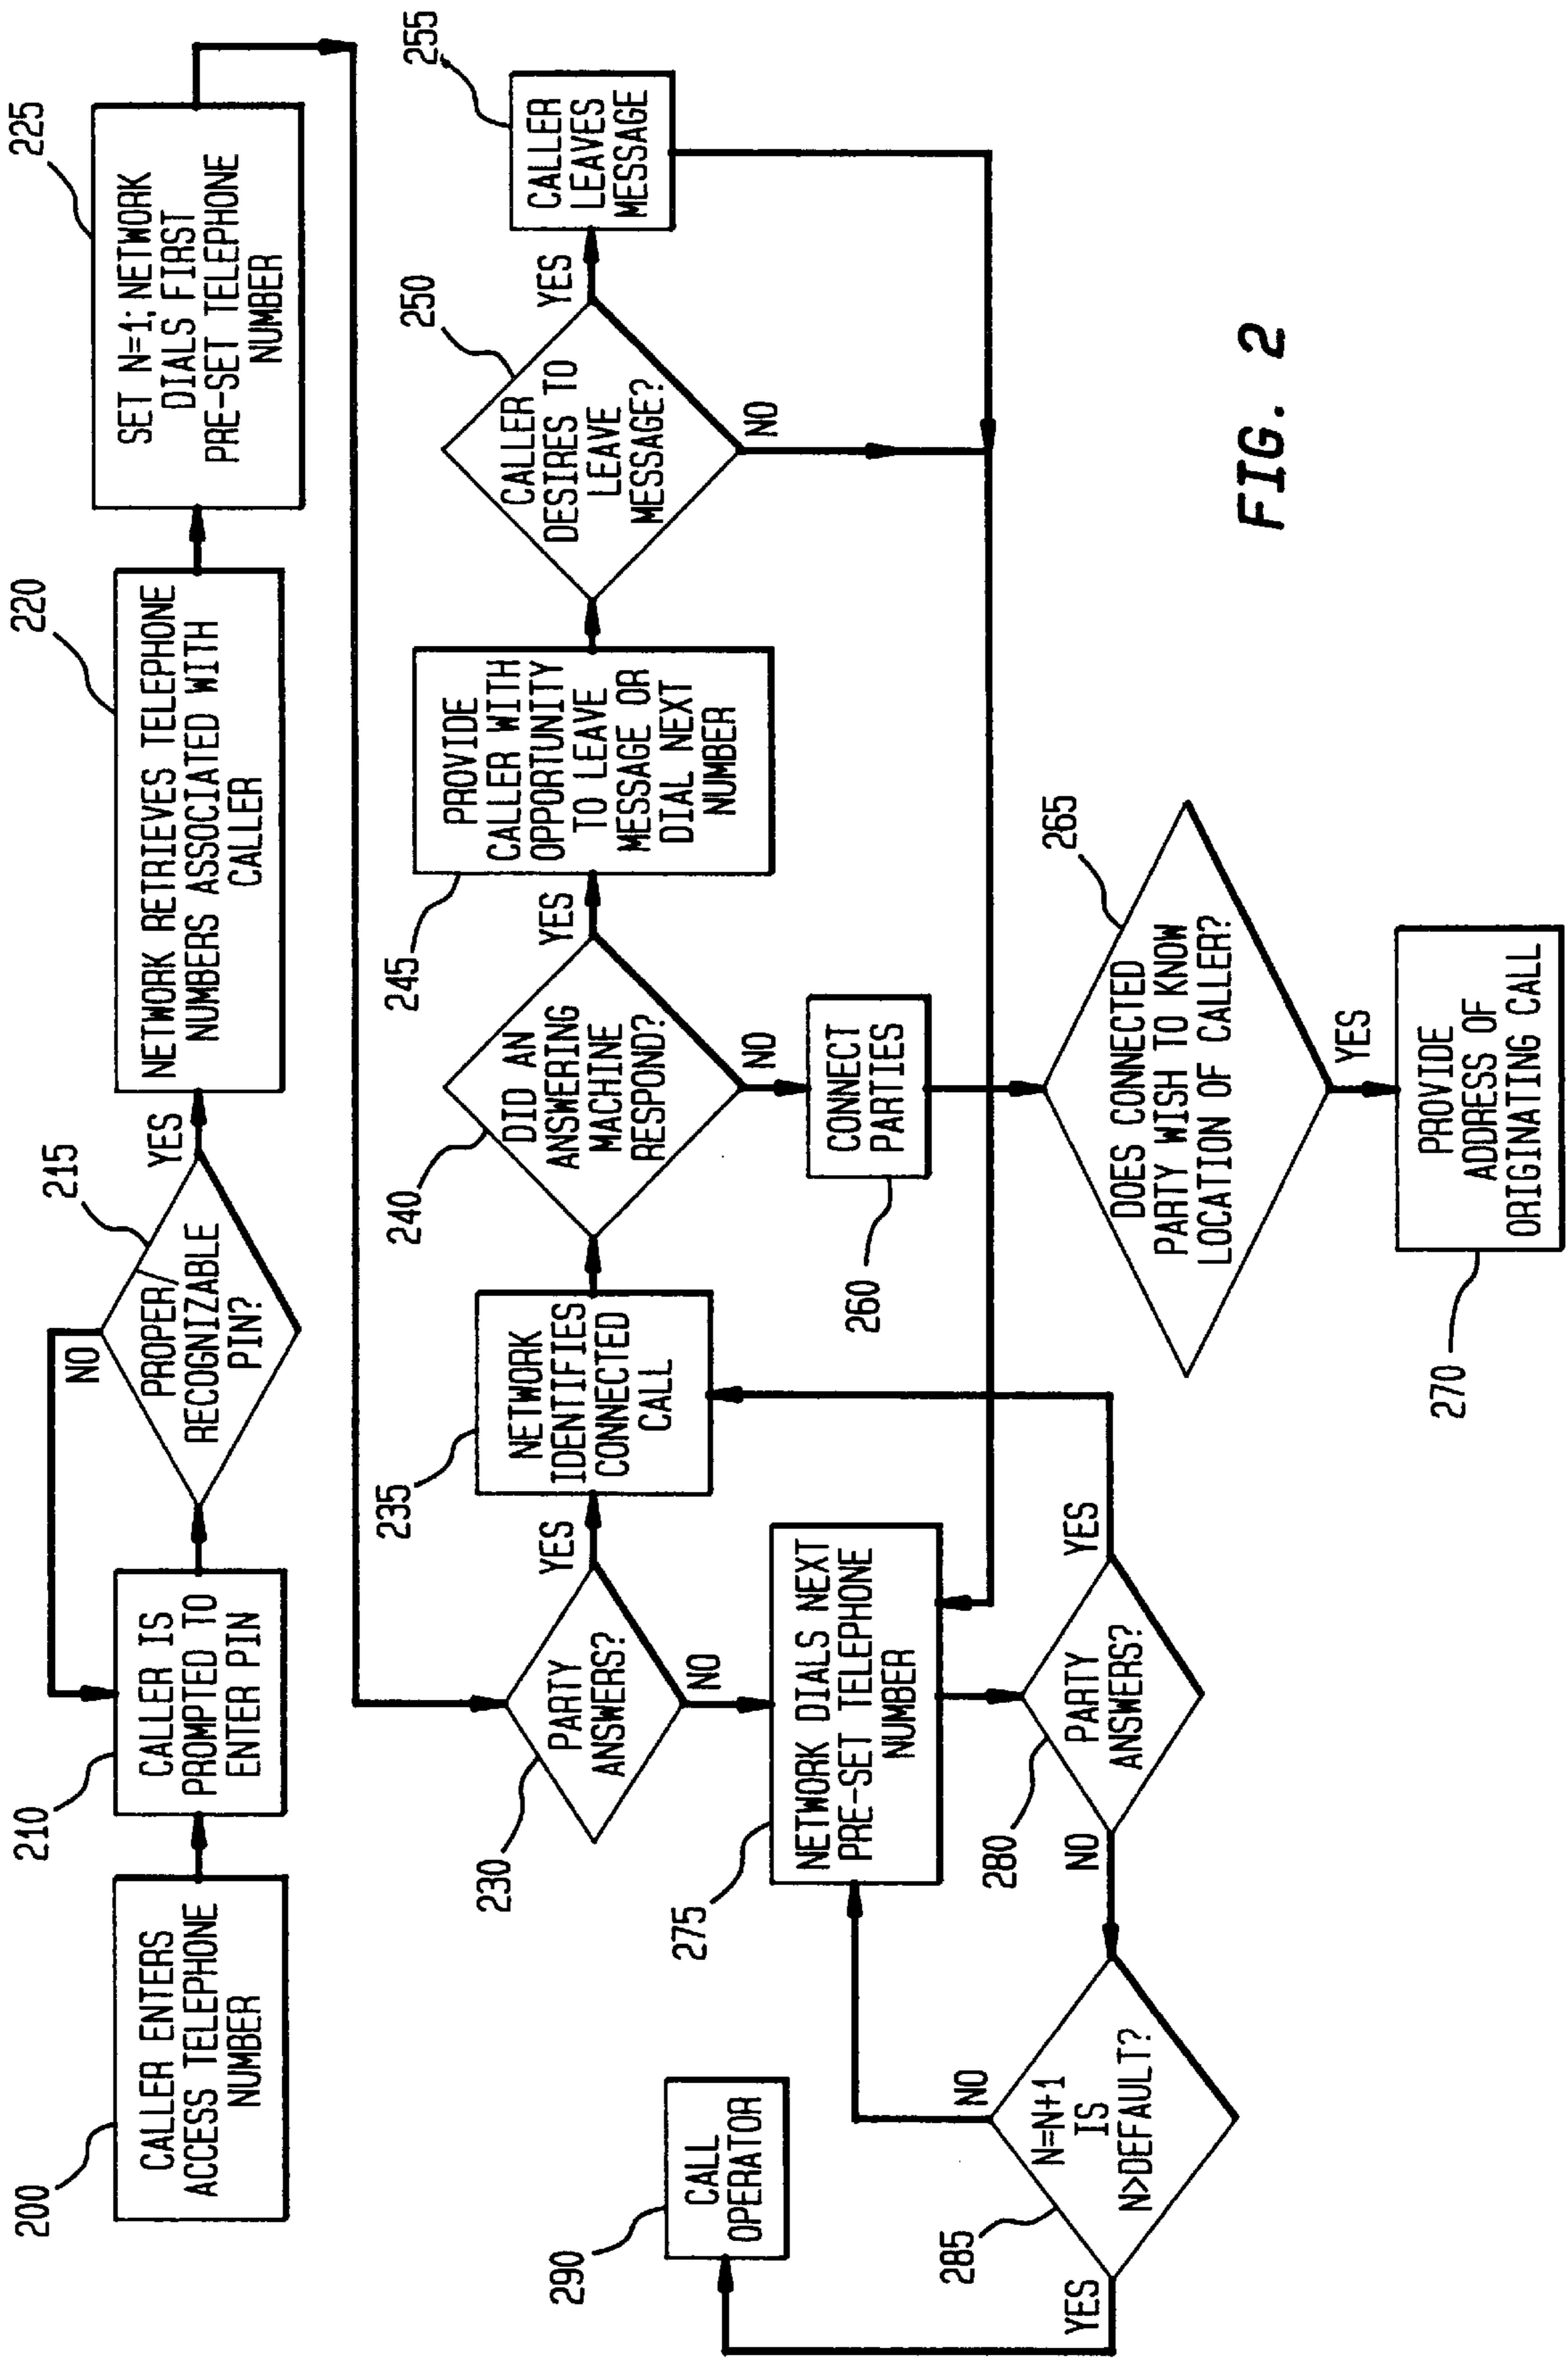 200
CALLER ENTERS
ACCESS TELEPHONE
NUMBER
210
CALLER IS
PROMPTED TO
ENTER PIN
215
PROPER/
RECOGNIZABLE
PIN?
NO
YES
220
NETWORK RETRIEVES TELEPHONE
NUMBERS ASSOCIATED WITH
CALLER
225
SET N=1; NETWORK
DIALS FIRST
PRE-SET TELEPHONE
NUMBER
230
PARTY
ANSWERS?
YES
NO
235
NETWORK
IDENTIFIES
CONNECTED
CALL
240
DID AN
ANSWERING
MACHINE
RESPOND?
YES
NO
245
PROVIDE
CALLER WITH
OPPORTUNITY
TO LEAVE
MESSAGE OR
DIAL NEXT
NUMBER
250
CALLER
DESIRES TO
LEAVE
MESSAGE?
YES
NO
255
CALLER
LEAVES
MESSAGE
260
CONNECT
PARTIES
265
DOES CONNECTED
PARTY WISH TO KNOW
LOCATION OF CALLER?
YES
270
PROVIDE
ADDRESS OF
ORIGINATING CALL
275
NETWORK DIALS NEXT
PRE-SET TELEPHONE
NUMBER
280
PARTY
ANSWERS?
YES
NO
285
N=N+1
IS
N>DEFAULT?
NO
YES
290
CALL
OPERATOR
FIG. 2